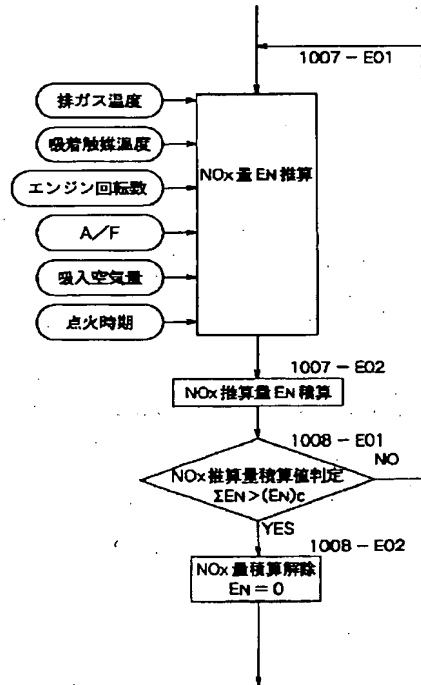 1007－E01
排ガス温度
吸着触媒温度
エンジン回転数
A／F
吸入空気量
点火時期
NOx量EN推算
1007－E02
NOx推算量EN積算
1008－E01
NOx推算量積算値判定
ΣEN＞(EN)c
NO
YES
1008－E02
NOx量積算解除
EN＝0